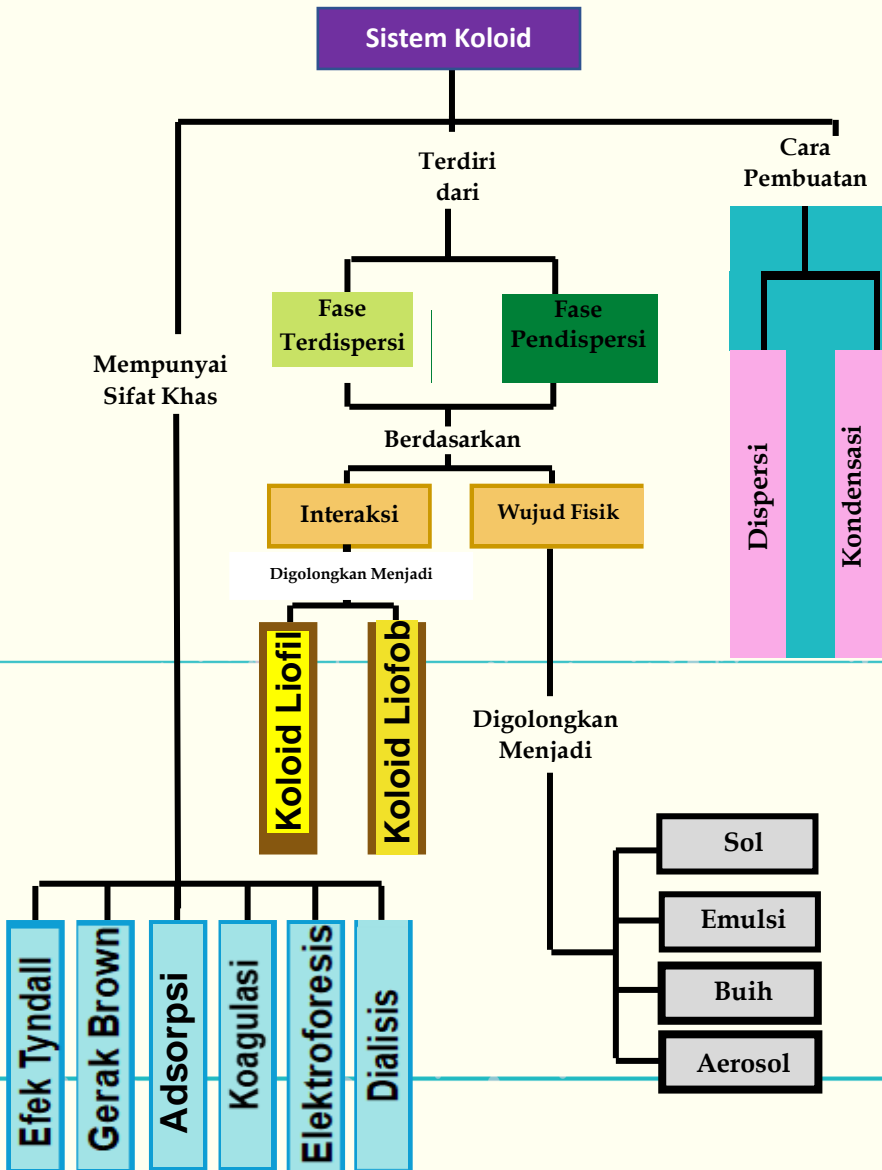 Sistem Koloid
Terdiri
dari
Cara
Pembuatan
Fase
Terdispersi
Fase
Pendispersi
Mempunyai
Sifat Khas
Berdasarkan
Dispersi
Kondensasi
Interaksi
Wujud Fisik
Digolongkan Menjadi
Koloid Liofil
Koloid Liofob
Digolongkan
Menjadi
Sol
Emulsi
Buih
Aerosol
Efek Tyndall
Gerak Brown
Adsorpsi
Koagulasi
Elektroforesis
Dialisis